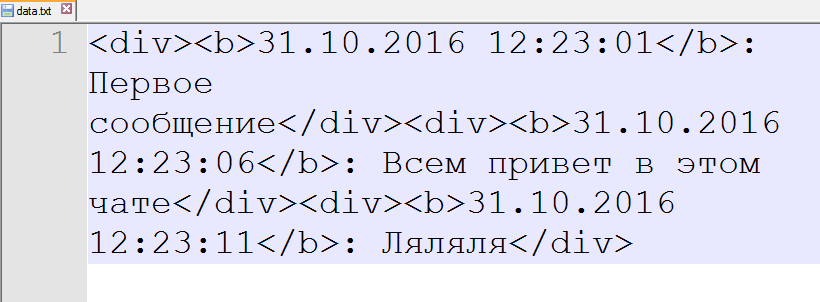 data.txt
1
<div><b>31.10.2016 12:23:01</b>:
Первое
сообщение</div><div><b>31.10.2016
12:23:06</b>: Всем привет в этом
чате</div><div><b>31.10.2016
12:23:11</b>: Ляляля</div>